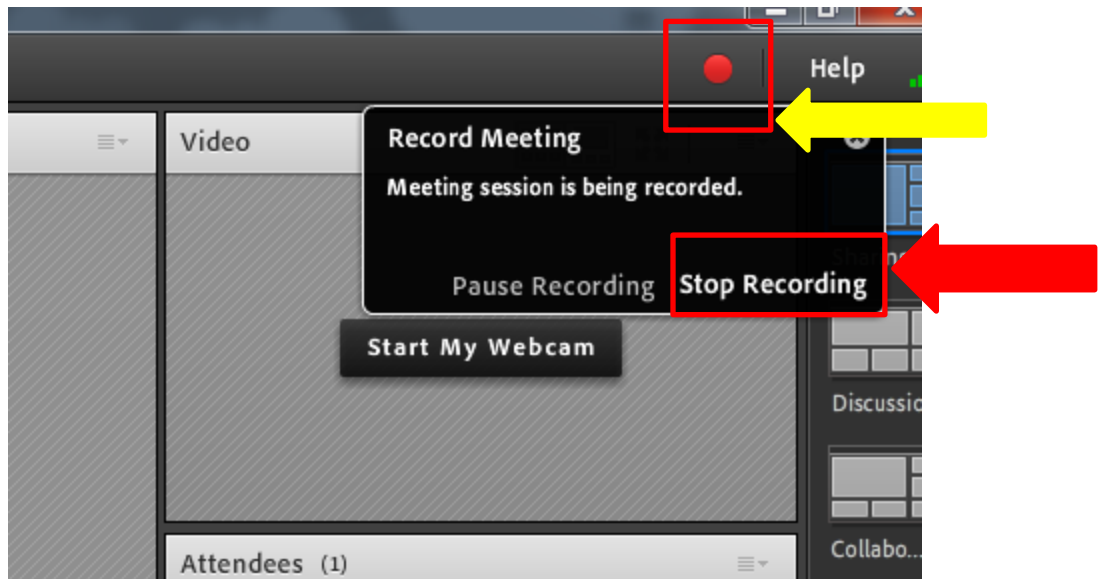 Help
Video
Record Meeting
Meeting session is being recorded.
Sharing
Pause Recording
Stop Recording
Start My Webcam
Discussio
Collabo...
Attendees (1)